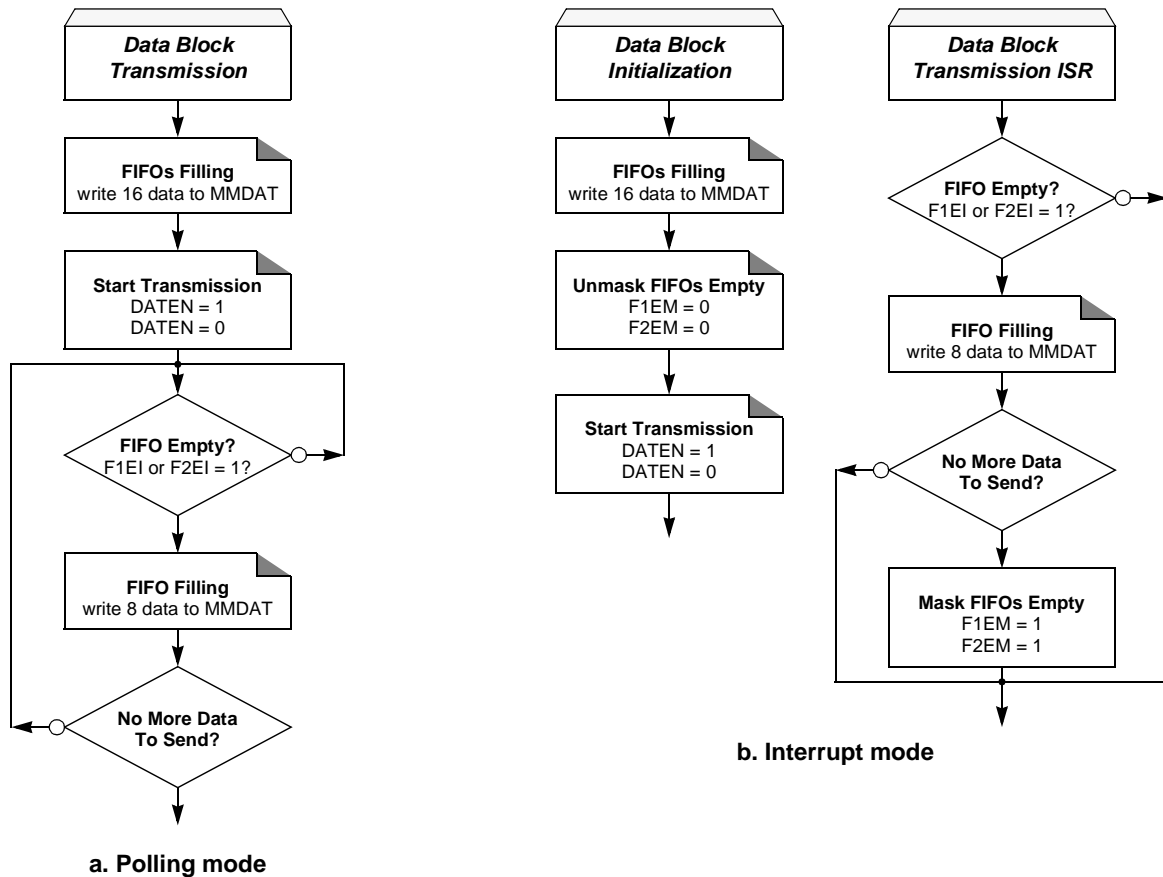 Data Block
Transmission
FIFOs Filling
write 16 data to MMDAT
Start Transmission
DATEN = 1
DATEN = 0
FIFO Empty?
F1EI or F2EI = 1?
FIFO Filling
write 8 data to MMDAT
No More Data
To Send?
a. Polling mode
Data Block
Initialization
FIFOs Filling
write 16 data to MMDAT
Unmask FIFOs Empty
F1EM = 0
F2EM = 0
Start Transmission
DATEN = 1
DATEN = 0
Data Block
Transmission ISR
FIFO Empty?
F1EI or F2EI = 1?
FIFO Filling
write 8 data to MMDAT
No More Data
To Send?
Mask FIFOs Empty
F1EM = 1
F2EM = 1
b. Interrupt mode